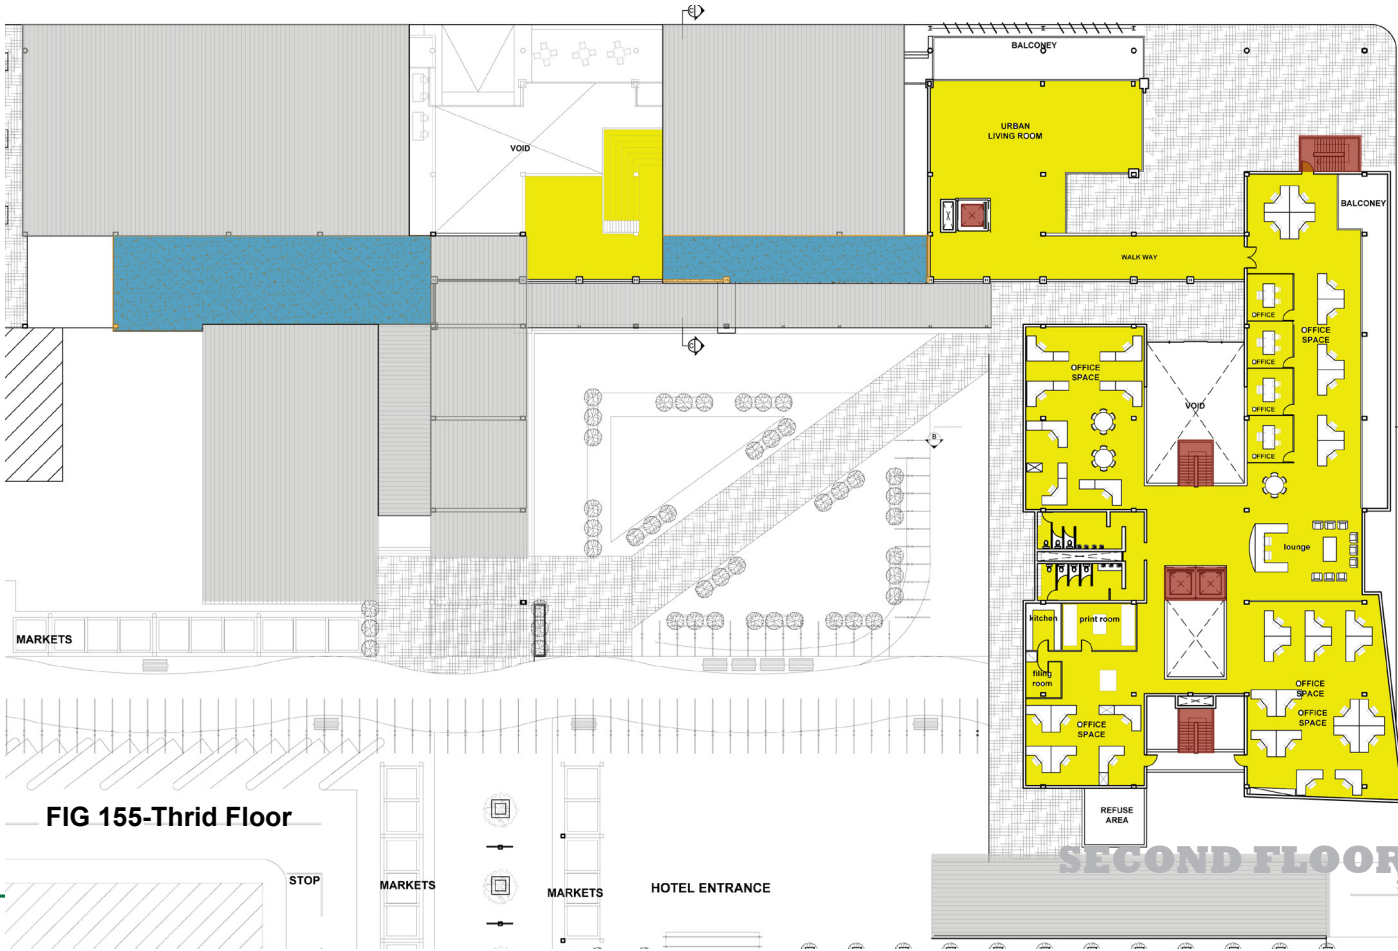 BALCONEY
URBAN
LIVING ROOM
VOID
BALCONEY
WALK WAY
OFFICE
OFFICE
SPACE
OFFICE
OFFICE
SPACE
OFFICE
VOID
OFFICE
B
lounge
kitchen
print room
MARKETS
filing
room
OFFICE
SPACE
OFFICE
SPACE
OFFICE
SPACE
FIG 155-Thrid Floor
REFUSE
AREA
SECOND FLOOR
STOP
MARKETS
MARKETS
HOTEL ENTRANCE